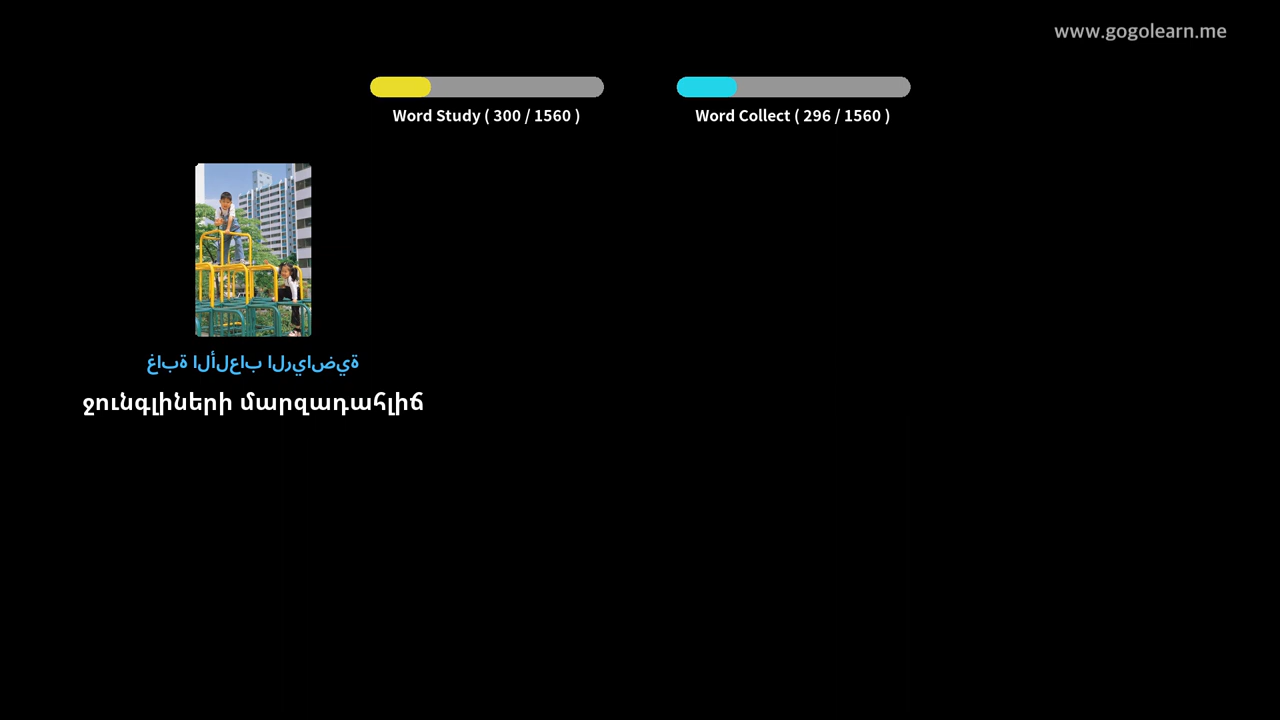 www.gogolearn.me
Word Study ( 300 / 1560 )
Word Collect ( 296 / 1560 )
غابة الألعاب الرياضية
ջունգլիների մարզադահլիճ